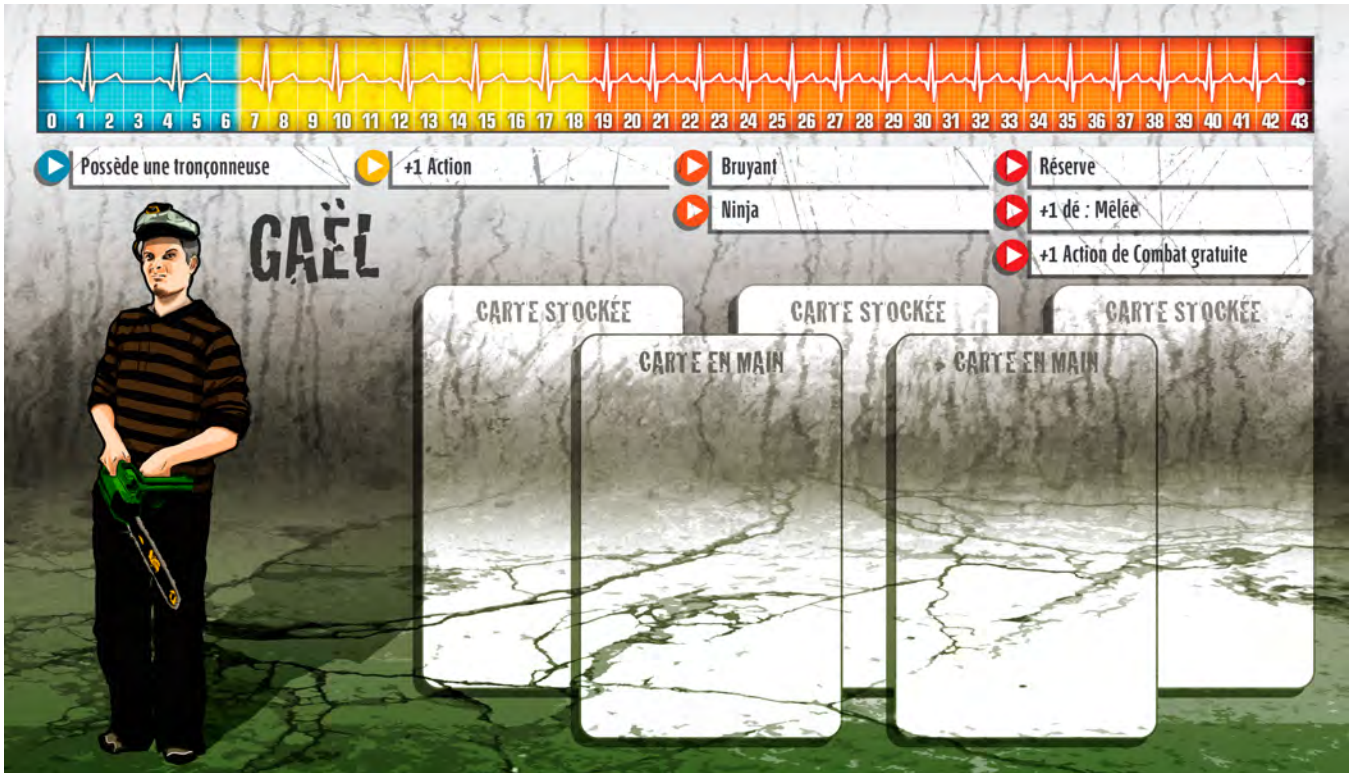 0 1 2 3 4 5 6 7 8 9 10 11 12 13 14 15 16 17 18 19 20 21 22 23 24 25 26 27 28 29 30 31 32 33 34 35 36 37 38 39 40 41 42 43
Possède une tronçonneuse
+1 Action
Bruyant
Réserve
Ninja
+1 dé : Mêlée
+1 Action de Combat gratuite
GAËL
CARTE STOCKÉE
CARTE STOCKÉE
CARTE STOCKÉE
CARTE EN MAIN
CARTE EN MAIN